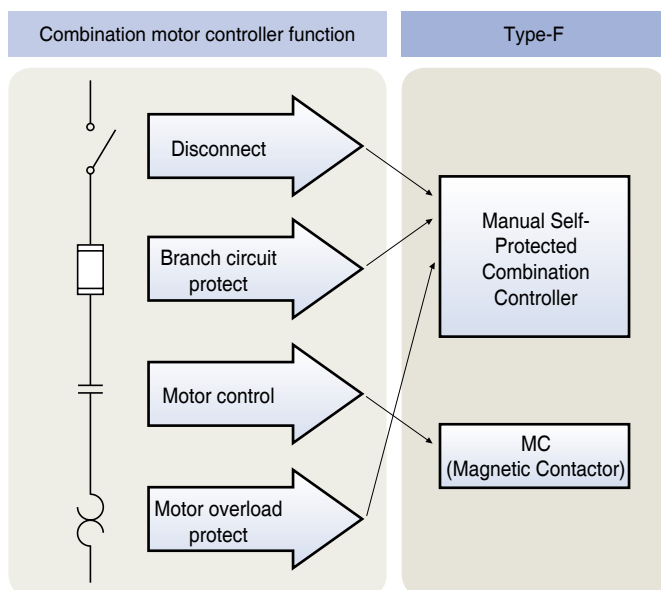 Combination motor controller function
Type-F
Disconnect
Branch circuit
protect
Motor control
Motor overload
protect
Manual Self-
Protected
Combination
Controller
MC
(Magnetic Contactor)